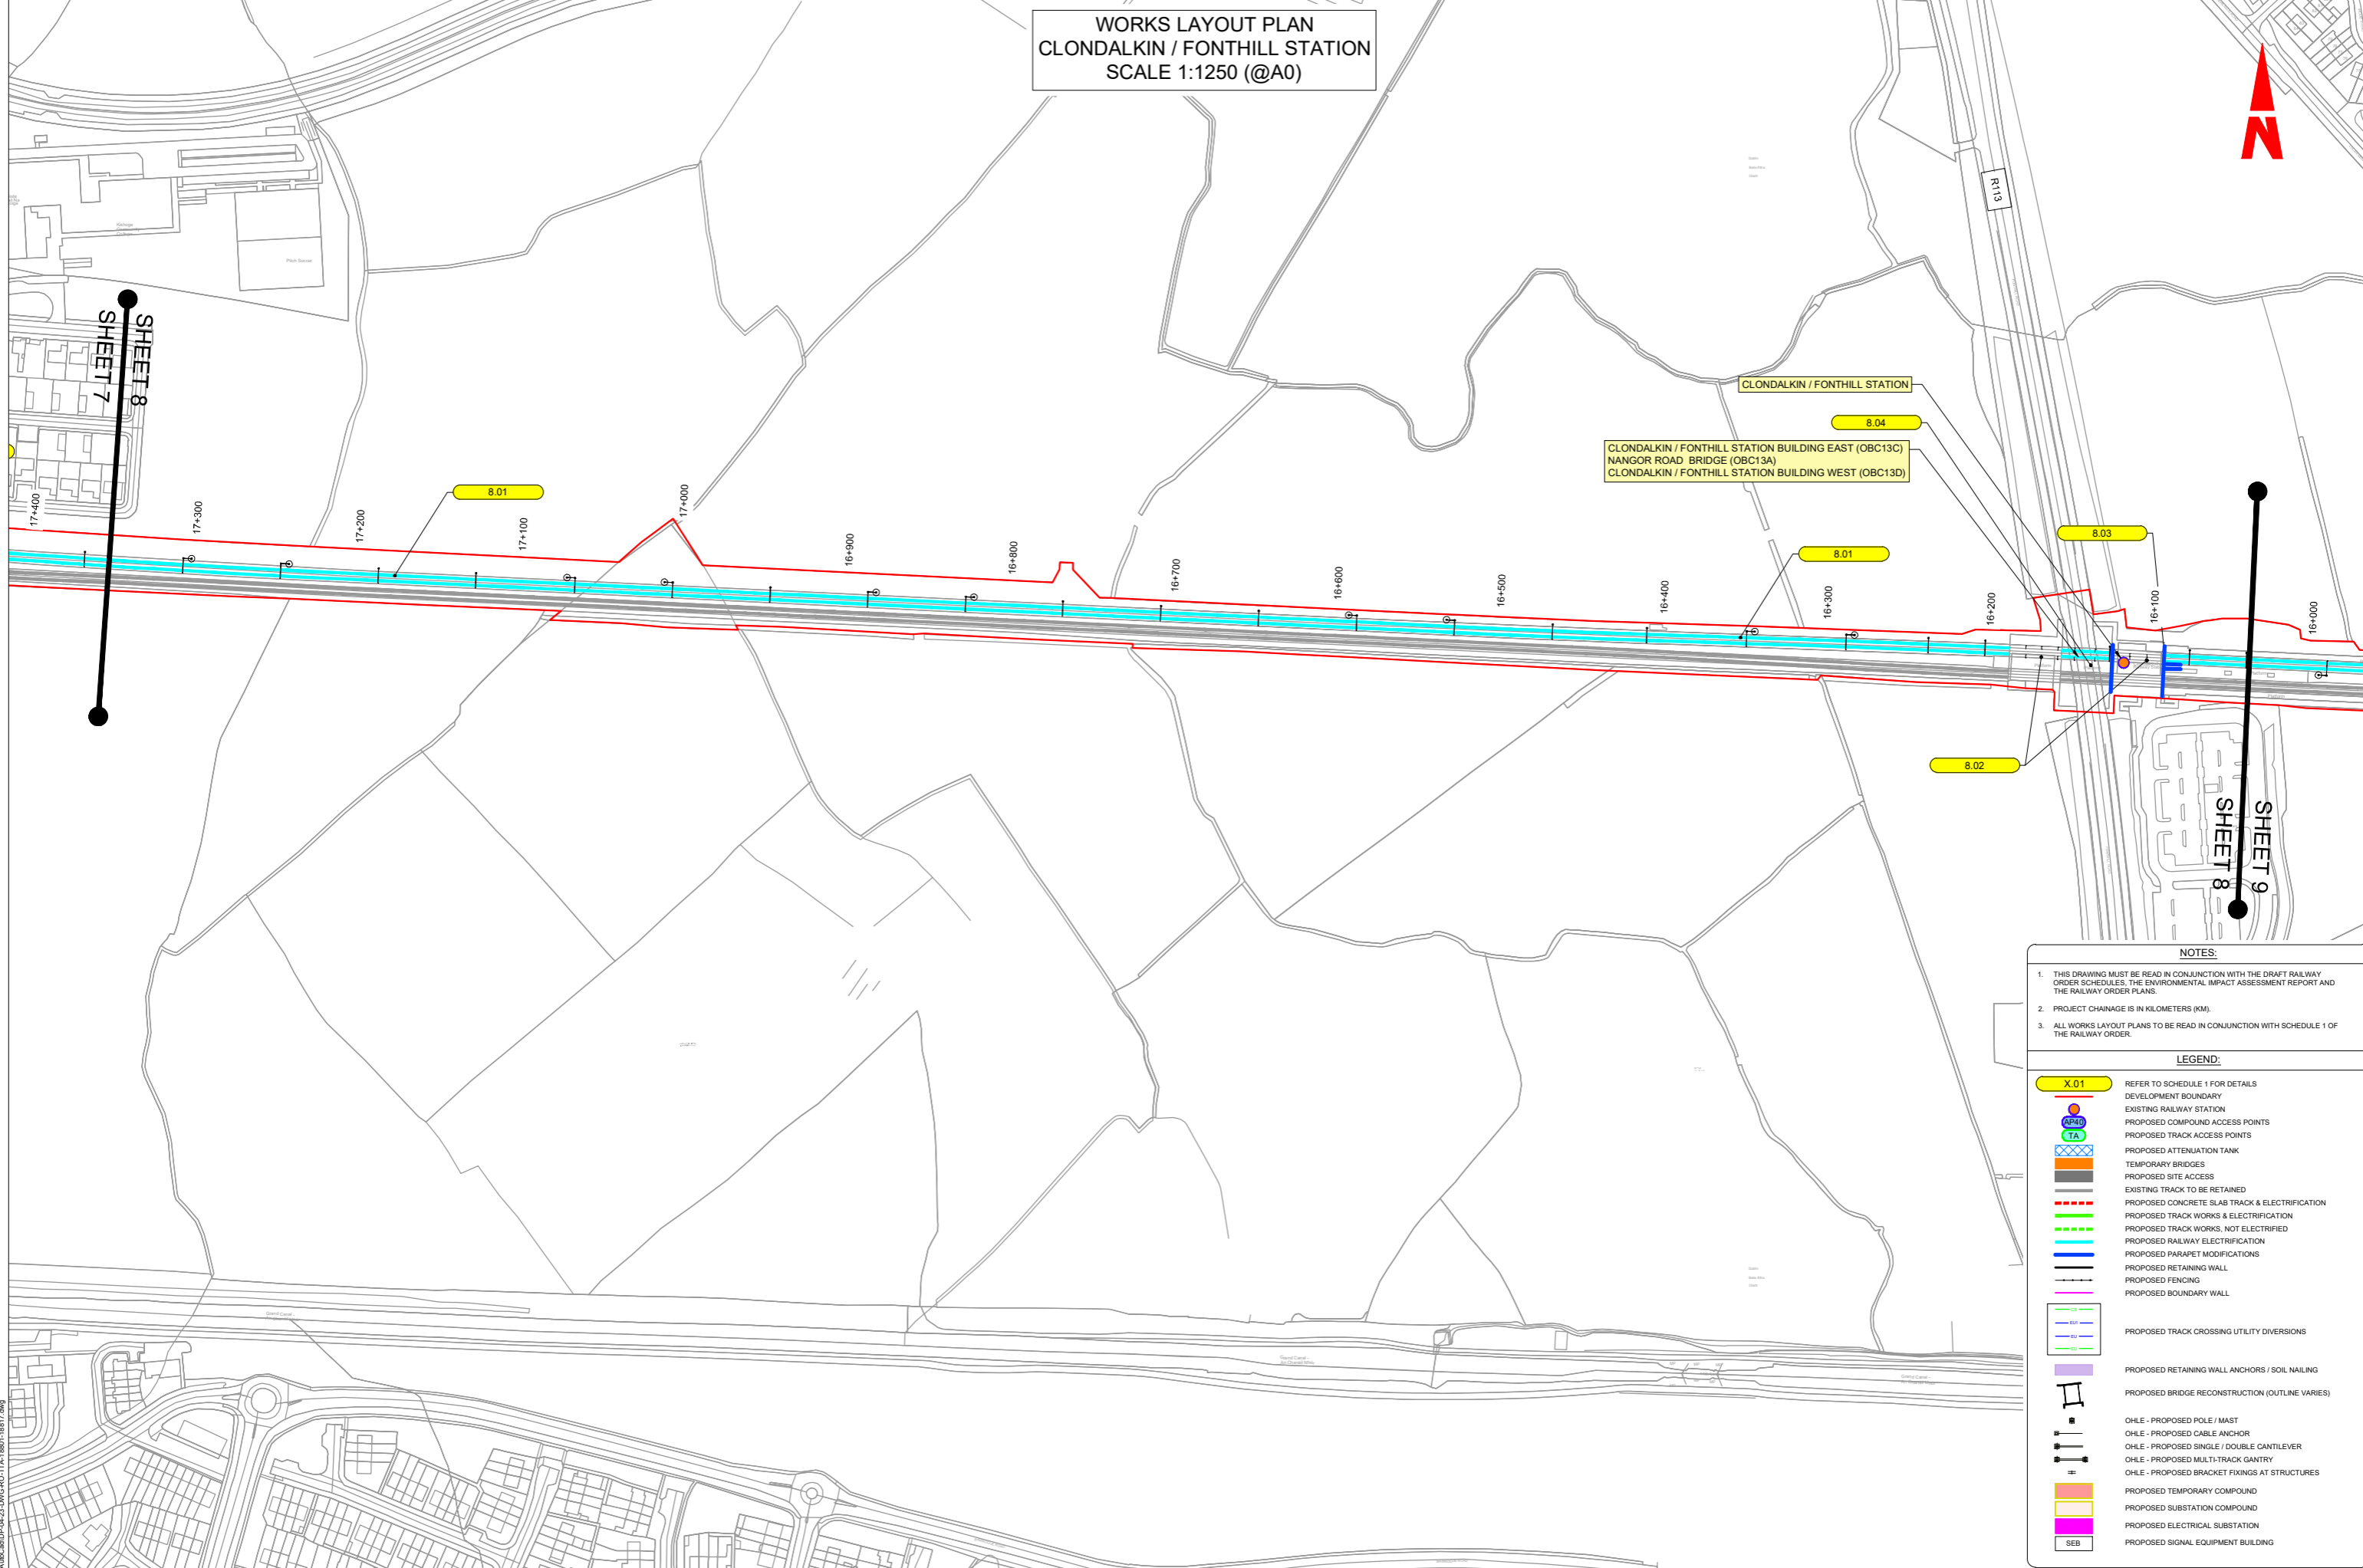 WORKS LAYOUT PLAN
CLONDALKIN / FONTHILL STATION
SCALE 1:1250 (@A0)
R113
N
SHEET 8
SHEET 7
CLONDALKIN / FONTHILL STATION
8.04
CLONDALKIN / FONTHILL STATION BUILDING EAST (OBC13C)
NANGOR ROAD BRIDGE (OBC13A)
CLONDALKIN / FONTHILL STATION BUILDING WEST (OBC13D)
8.01
8.03
8.01
17+400
17+300
17+200
17+100
17+000
16+900
16+800
16+700
16+600
16+500
16+400
16+300
16+200
16+100
16+000
8.02
SHEET 9
SHEET 8
NOTES:
1. THIS DRAWING MUST BE READ IN CONJUNCTION WITH THE DRAFT RAILWAY
ORDER SCHEDULES, THE ENVIRONMENTAL IMPACT ASSESSMENT REPORT AND
THE RAILWAY ORDER PLANS.
2. PROJECT CHAINAGE IS IN KILOMETERS (KM).
3. ALL WORKS LAYOUT PLANS TO BE READ IN CONJUNCTION WITH SCHEDULE 1 OF
THE RAILWAY ORDER.
LEGEND:
X.01 REFER TO SCHEDULE 1 FOR DETAILS
DEVELOPMENT BOUNDARY
EXISTING RAILWAY STATION
AP40 PROPOSED COMPOUND ACCESS POINTS
TA PROPOSED TRACK ACCESS POINTS
PROPOSED ATTENUATION TANK
TEMPORARY BRIDGES
PROPOSED SITE ACCESS
EXISTING TRACK TO BE RETAINED
PROPOSED CONCRETE SLAB TRACK & ELECTRIFICATION
PROPOSED TRACK WORKS & ELECTRIFICATION
PROPOSED TRACK WORKS, NOT ELECTRIFIED
PROPOSED RAILWAY ELECTRIFICATION
PROPOSED PARAPET MODIFICATIONS
PROPOSED RETAINING WALL
PROPOSED FENCING
PROPOSED BOUNDARY WALL
PROPOSED TRACK CROSSING UTILITY DIVERSIONS
PROPOSED RETAINING WALL ANCHORS / SOIL NAILING
PROPOSED BRIDGE RECONSTRUCTION (OUTLINE VARIES)
OHLE - PROPOSED POLE / MAST
OHLE - PROPOSED CABLE ANCHOR
OHLE - PROPOSED SINGLE / DOUBLE CANTILEVER
OHLE - PROPOSED MULTI-TRACK GANTRY
OHLE - PROPOSED BRACKET FIXINGS AT STRUCTURES
PROPOSED TEMPORARY COMPOUND
PROPOSED SUBSTATION COMPOUND
PROPOSED ELECTRICAL SUBSTATION
SEB PROPOSED SIGNAL EQUIPMENT BUILDING